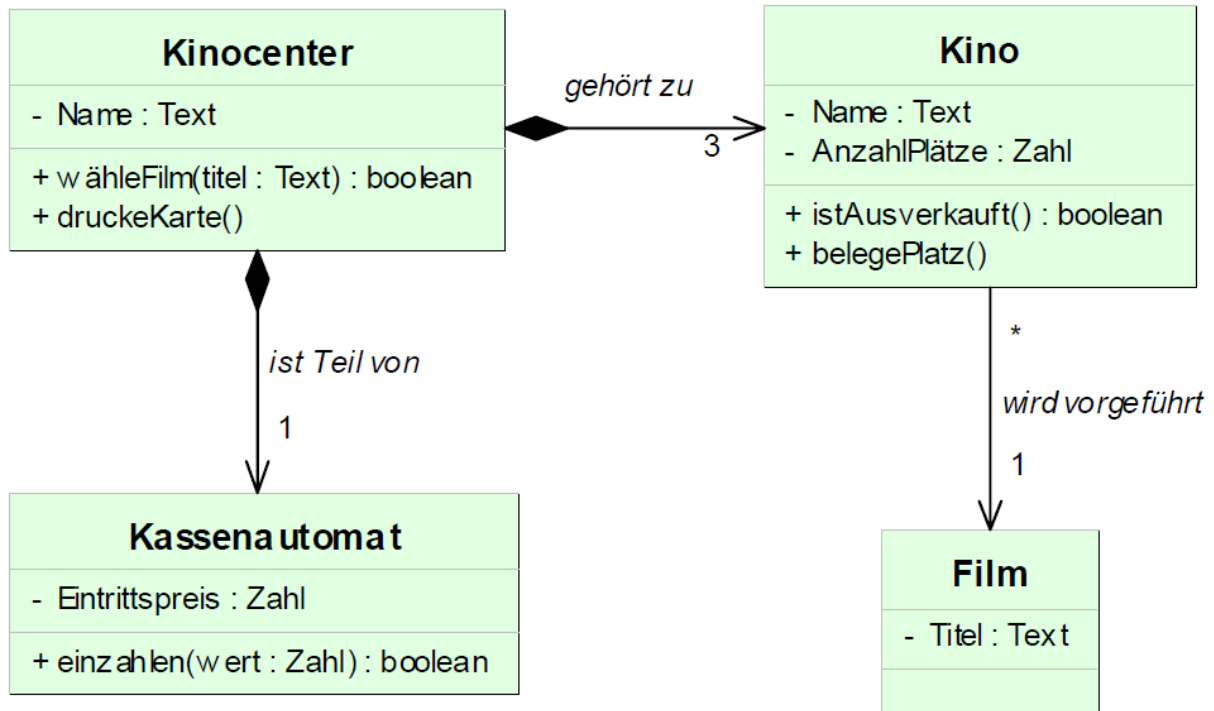 Kinocenter
- Name : Text
+ wähleFilm(titel : Text) : boolean
+ druckeKarte()
gehört zu
3
Kino
- Name : Text
- AnzahlPlätze : Zahl
+ istAusverkauft() : boolean
+ belegePlatz()
ist Teil von
1
*
wird vorgeführt
1
Kassenautomat
- Eintrittspreis : Zahl
+ einzahlen(wert : Zahl) : boolean
Film
- Titel : Text